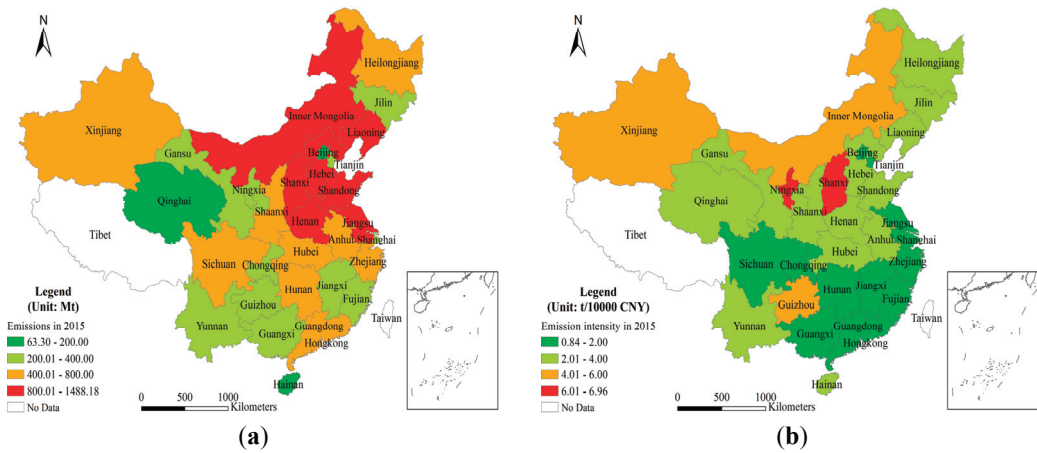 N
Heilongjiang
Jilin
Liaoning
Inner Mongolia
Xinjiang
Gansu
Beijing
Tianjin
Hebei
Shanxi
Shandong
Ningxia
Qinghai
Shaanxi
Henan
Jiangsu
Tibet
Anhui
Shanghai
Hubei
Zhejiang
Sichuan
Chongqing
Hunan
Jiangxi
Fujian
Guizhou
Yunnan
Guangxi
Guangdong
Hongkong
Taiwan
Hainan
Legend
(Unit: Mt)
Emissions in 2015
63.30 - 200.00
200.01 - 400.00
400.01 - 800.00
800.01 - 1488.18
No Data
0 500 1000
Kilometers
(a)
N
Heilongjiang
Jilin
Liaoning
Inner Mongolia
Xinjiang
Gansu
Beijing
Tianjin
Hebei
Shanxi
Shandong
Ningxia
Qinghai
Shaanxi
Henan
Jiangsu
Tibet
Anhui
Shanghai
Hubei
Zhejiang
Sichuan
Chongqing
Hunan
Jiangxi
Fujian
Guizhou
Yunnan
Guangxi
Guangdong
Hongkong
Taiwan
Hainan
Legend
(Unit: t/10000 CNY)
Emission intensity in 2015
0.84 - 2.00
2.01 - 4.00
4.01 - 6.00
6.01 - 6.96
No Data
0 500 1000
Kilometers
(b)